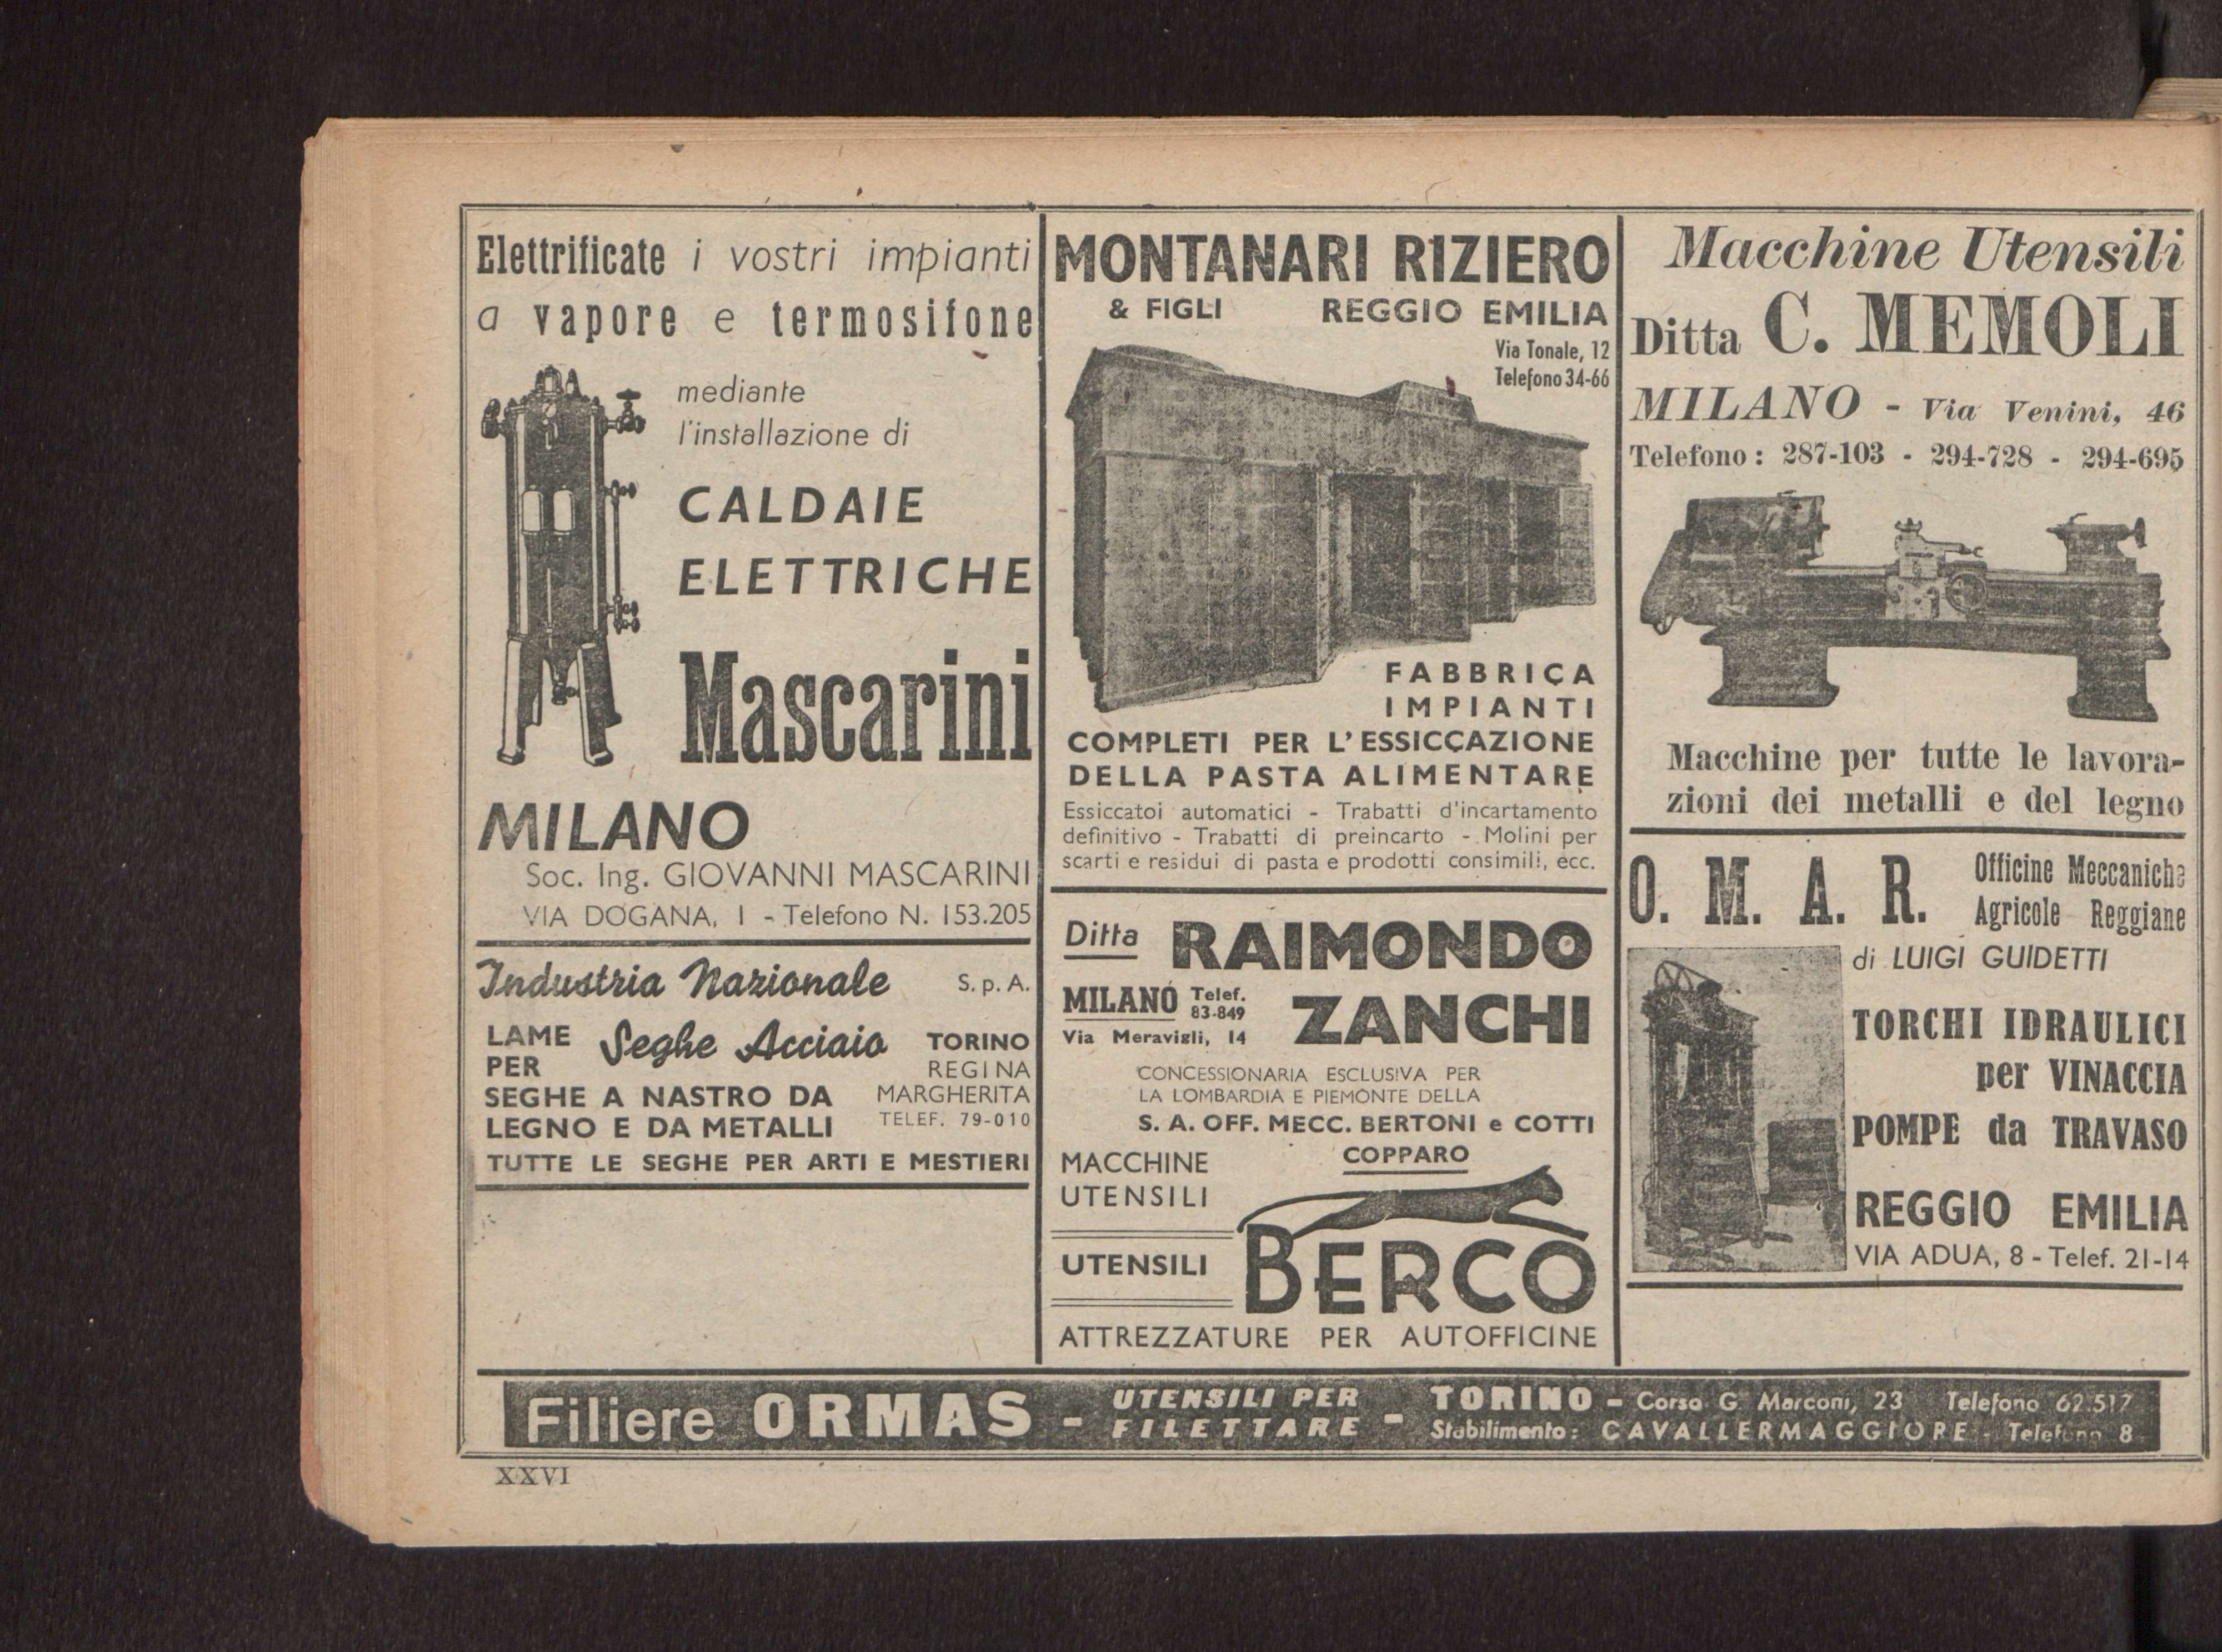 Elettrificate i vostri impianti
a vapore e termosifone
mediante
l'installazione di
CALDAIE
ELETTRICHE
Mascarini
MILANO
Soc. Ing. GIOVANNI MASCARINI
VIA DOGANA, 1 - Telefono N. 153.205
Industria Nazionale S.p.A.
Seghe Acciaio
LAME
PER
SEGHE A NASTRO DA
LEGNO E DA METALLI
TORINO
REGINA
MARGHERITA
TELEF. 79-010
TUTTE LE SEGHE PER ARTI E MESTIERI
MONTANARI RIZIERO
& FIGLI REGGIO EMILIA
Via Tonale, 12
Telefono 34-66
FABBRICA
IMPIANTI
COMPLETI PER L'ESSICCAZIONE
DELLA PASTA ALIMENTARE
Essiccatoi automatici - Trabatti d'incartamento
definitivo - Trabatti di preincarto - Molini per
scarti e residui di pasta e prodotti consimili, ecc.
Ditta RAIMONDO
ZANCHI
MILANO Telef.
83-849
Via Meravigli, 14
CONCESSIONARIA ESCLUSIVA PER
LA LOMBARDIA E PIEMONTE DELLA
S. A. OFF. MECC. BERTONI e COTTI
COPPARO
MACCHINE
UTENSILI
UTENSILI
BERCO
ATTREZZATURE PER AUTOFFICINE
Macchine Utensili
Ditta C. MEMOLI
MILANO - Via Venini, 46
Telefono : 287-103 - 294-728 - 294-695
Macchine per tutte le lavora-
zioni dei metalli e del legno
O. M. A. R.
Officine Meccaniche
Agricole Reggiane
di LUIGI GUIDETTI
TORCHI IDRAULICI
per VINACCIA
POMPE da TRAVASO
REGGIO EMILIA
VIA ADUA, 8 - Telef. 21-14
Filiere ORMAS -
UTENSILI PER
FILETTARE -
TORINO - Corso G. Marconi, 23 Telefono 62.517
Stabilimento: CAVALLERMAGGIORE - Telefono 8
XXVI